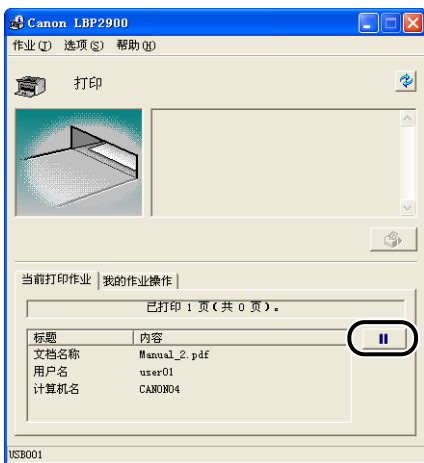 Canon LBP2900
作业(J) 选项(S) 帮助(H)
打印
当前打印作业 我的作业操作
已打印 1 页(共 0 页)。
标题 内容
文档名称 Manual_2.pdf
用户名 user01
计算机名 CANON04
USB001